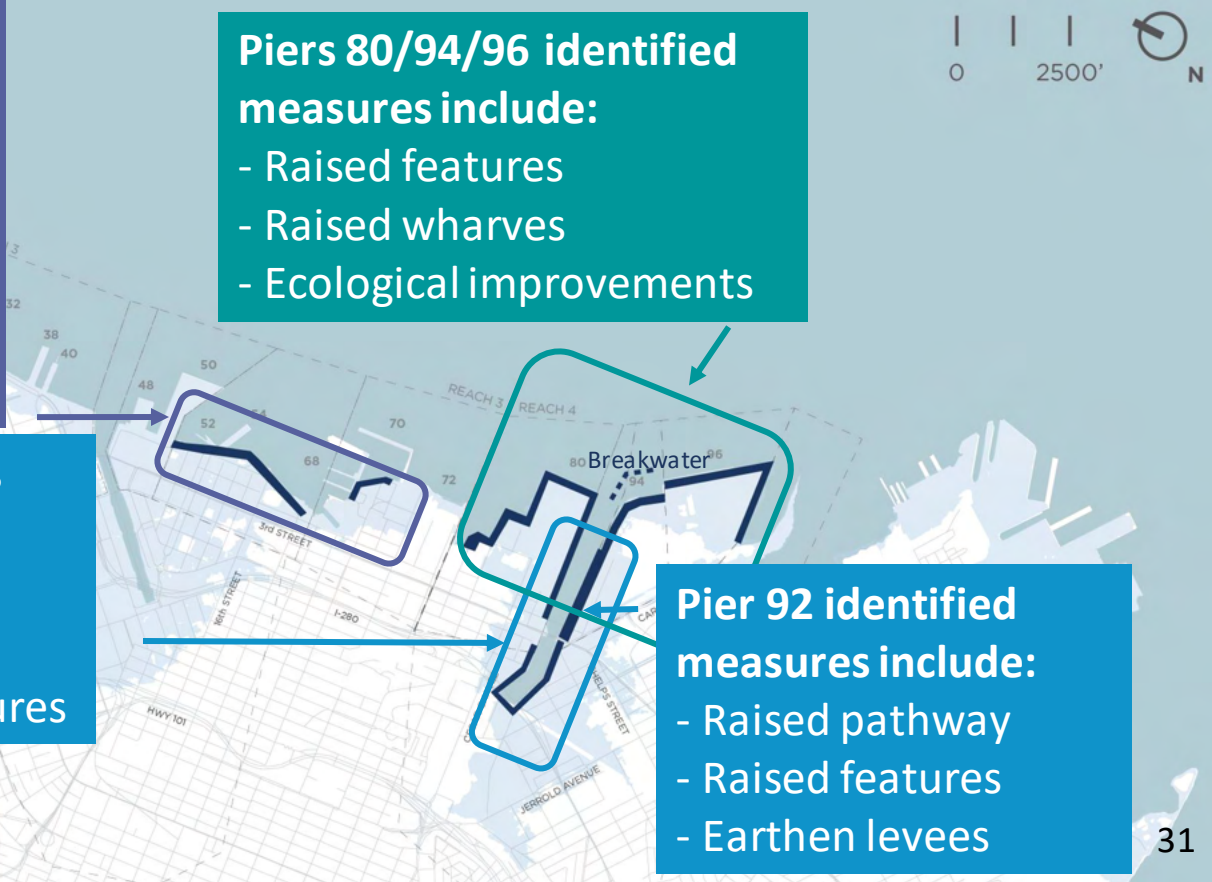 Piers 80/94/96 identified
measures include:
- Raised features
- Raised wharves
- Ecological improvements
0 2500' N
32
38
40
48
50
52
68
70
72
REACH 3 REACH 4
80
Breakwater
96
94
3rd STREET
16th STREET
I-280
HWY 101
JERROLD AVENUE
ures
Pier 92 identified
measures include:
- Raised pathway
- Raised features
- Earthen levees
31